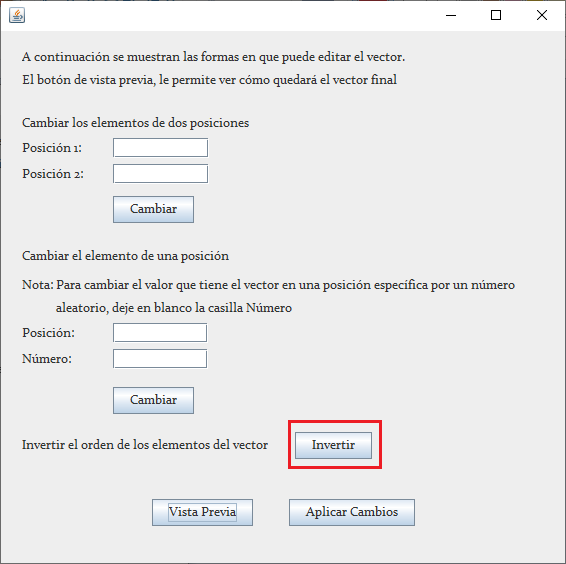 A continuación se muestran las formas en que puede editar el vector.
El botón de vista previa, le permite ver cómo quedará el vector final
Cambiar los elementos de dos posiciones
Posición 1:
Posición 2:
Cambiar
Cambiar el elemento de una posición
Nota: Para cambiar el valor que tiene el vector en una posición específica por un número
aleatorio, deje en blanco la casilla Número
Posición:
Número:
Cambiar
Invertir el orden de los elementos del vector Invertir
Vista Previa Aplicar Cambios